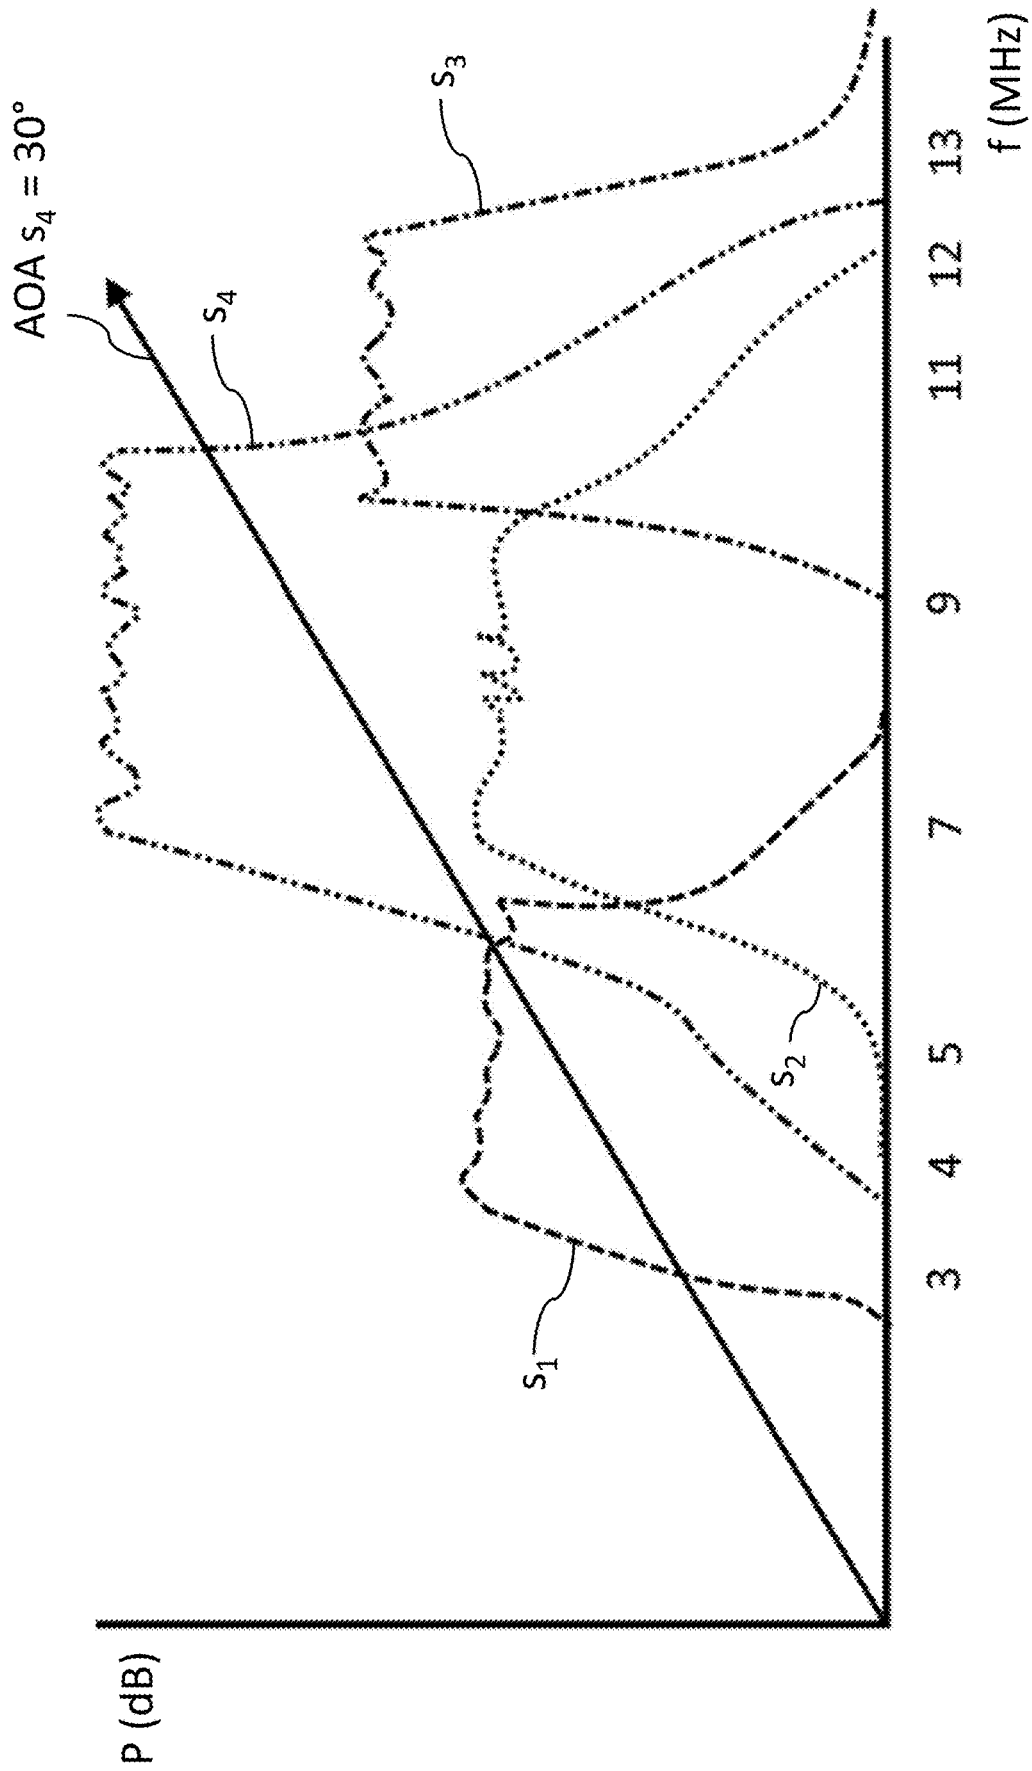 P (dB)
AOA s₄ = 30°
s₄
s₃
s₁
s₂
3 4 5 7 9 11 12 13
f (MHz)